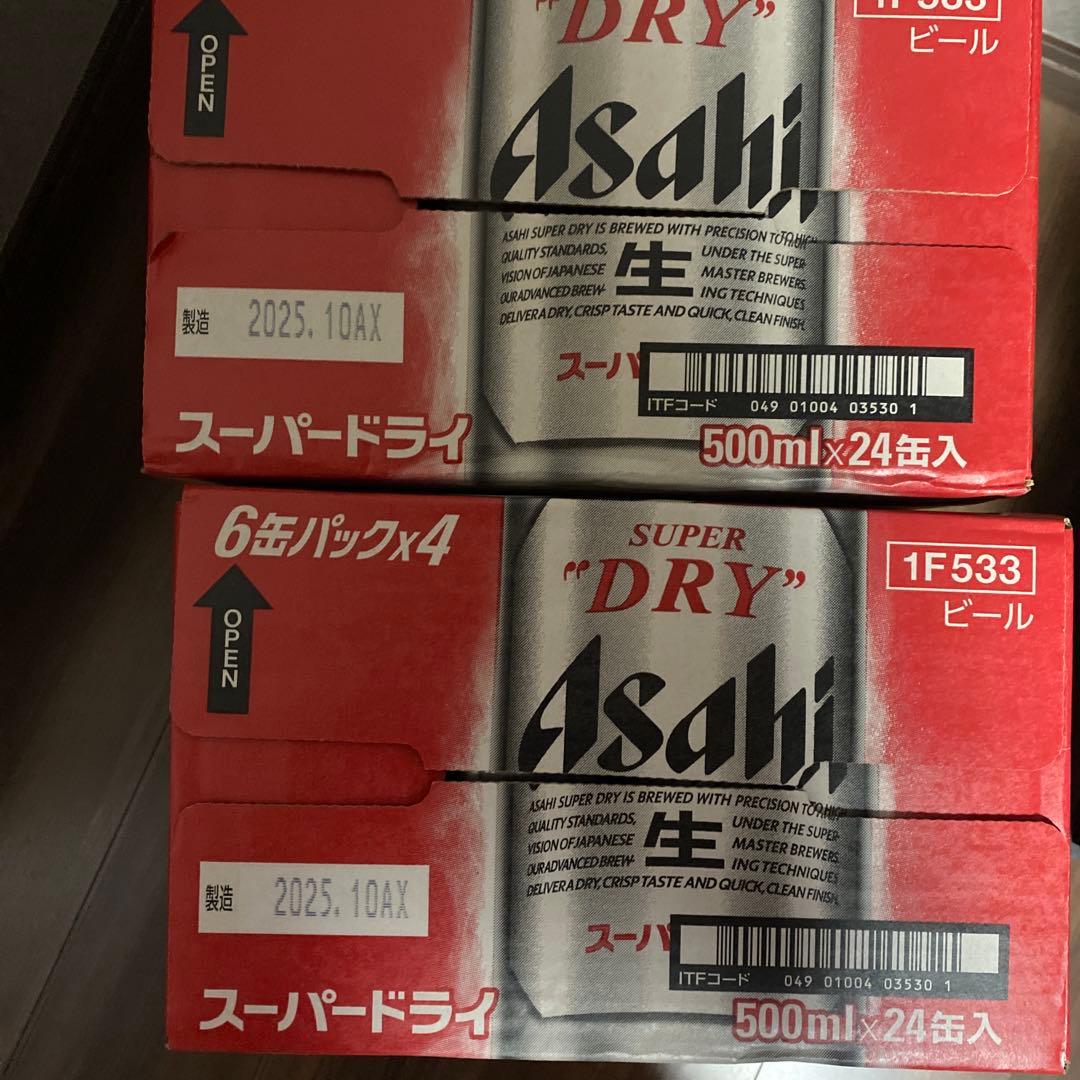 "DRY"
ビール
OPEN
Asahi
ASAHI SUPER DRY IS BREWED WITH PRECISION TO HIGH
QUALITY STANDARDS, UNDER THE SUPER-
VISION OF JAPANESE 生 MASTER BREWERS.
OUR ADVANCED BREW- ING TECHNIQUES
DELIVER A DRY, CRISP TASTE AND QUICK, CLEAN FINISH.
製造 2025.10AX
スーパ
ITFコード 049 01004 03530 1
スーパードライ
500ml×24缶入
6缶パック×4
SUPER
"DRY"
1F533
ビール
OPEN
Asahi
ASAHI SUPER DRY IS BREWED WITH PRECISION TO HIGH
QUALITY STANDARDS, UNDER THE SUPER-
VISION OF JAPANESE 生 MASTER BREWERS.
OUR ADVANCED BREW- ING TECHNIQUES
DELIVER A DRY, CRISP TASTE AND QUICK, CLEAN FINISH.
製造 2025.10AX
スーパ
ITFコード 049 01004 03530 1
スーパードライ
500ml×24缶入